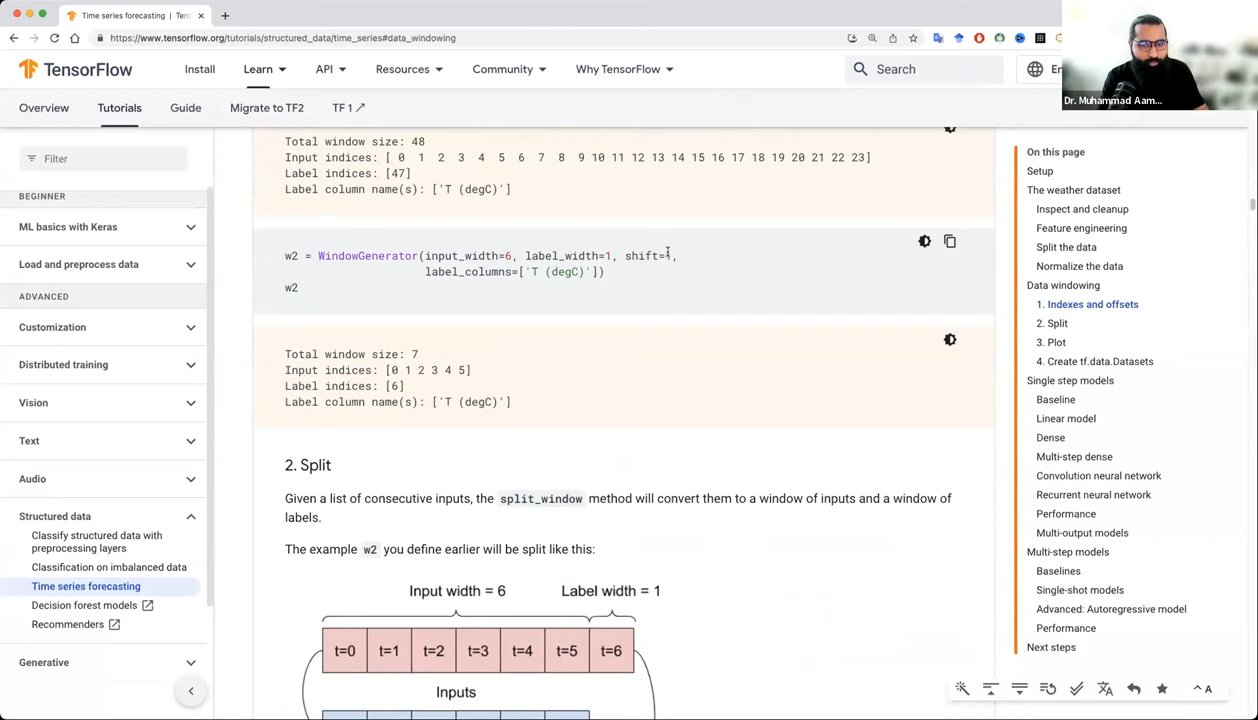 Time series forecasting | Tens
https://www.tensorflow.org/tutorials/structured_data/time_series#data_windowing
TensorFlow
Install
Learn
API
Resources
Community
Why TensorFlow
Search
En
Dr. Muhammad Aam...
Overview
Tutorials
Guide
Migrate to TF2
TF 1
Filter
BEGINNER
ML basics with Keras
Load and preprocess data
ADVANCED
Customization
Distributed training
Vision
Text
Audio
Structured data
Classify structured data with
preprocessing layers
Classification on imbalanced data
Time series forecasting
Decision forest models
Recommenders
Generative
Total window size: 48
Input indices: [ 0 1 2 3 4 5 6 7 8 9 10 11 12 13 14 15 16 17 18 19 20 21 22 23]
Label indices: [47]
Label column name(s): ['T (degC)']
w2 = WindowGenerator(input_width=6, label_width=1, shift=1,
label_columns=['T (degC)'])
w2
Total window size: 7
Input indices: [0 1 2 3 4 5]
Label indices: [6]
Label column name(s): ['T (degC)']
2. Split
Given a list of consecutive inputs, the split_window method will convert them to a window of inputs and a window of
labels.
The example w2 you define earlier will be split like this:
Input width = 6 Label width = 1
t=0 t=1 t=2 t=3 t=4 t=5 t=6
Inputs
On this page
Setup
The weather dataset
Inspect and cleanup
Feature engineering
Split the data
Normalize the data
Data windowing
1. Indexes and offsets
2. Split
3. Plot
4. Create tf.data.Datasets
Single step models
Baseline
Linear model
Dense
Multi-step dense
Convolution neural network
Recurrent neural network
Performance
Multi-output models
Multi-step models
Baselines
Single-shot models
Advanced: Autoregressive model
Performance
Next steps
A